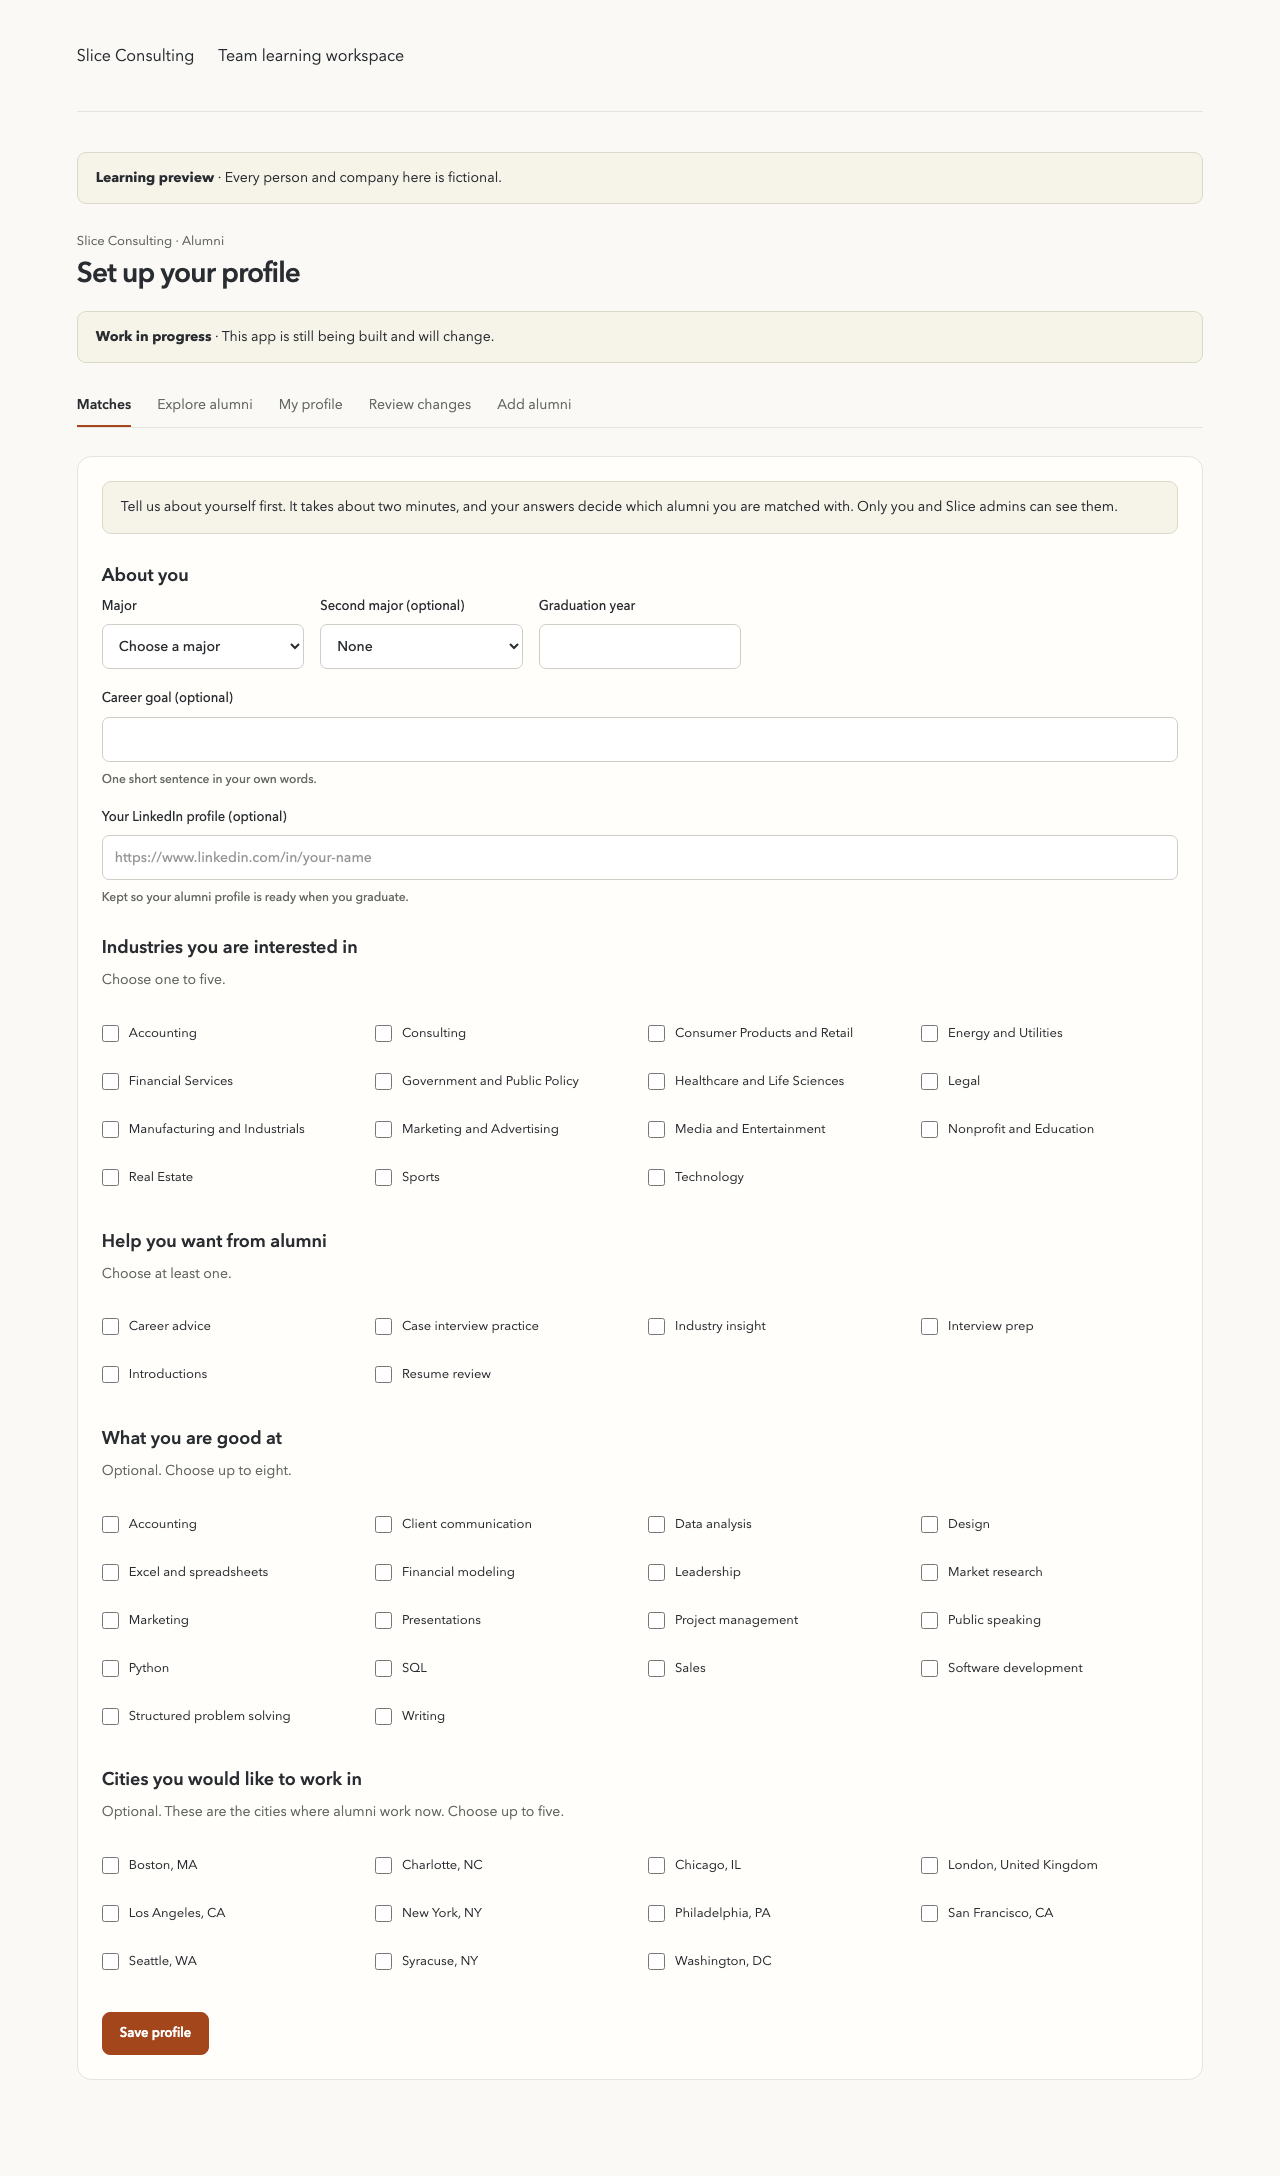 Slice Consulting Team learning workspace
Learning preview · Every person and company here is fictional.
Slice Consulting · Alumni
Set up your profile
Work in progress · This app is still being built and will change.
Matches Explore alumni My profile Review changes Add alumni
Tell us about yourself first. It takes about two minutes, and your answers decide which alumni you are matched with. Only you and Slice admins can see them.
About you
Major Second major (optional) Graduation year
Choose a major None
Career goal (optional)
One short sentence in your own words.
Your LinkedIn profile (optional)
https://www.linkedin.com/in/your-name
Kept so your alumni profile is ready when you graduate.
Industries you are interested in
Choose one to five.
Accounting Consulting Consumer Products and Retail Energy and Utilities
Financial Services Government and Public Policy Healthcare and Life Sciences Legal
Manufacturing and Industrials Marketing and Advertising Media and Entertainment Nonprofit and Education
Real Estate Sports Technology
Help you want from alumni
Choose at least one.
Career advice Case interview practice Industry insight Interview prep
Introductions Resume review
What you are good at
Optional. Choose up to eight.
Accounting Client communication Data analysis Design
Excel and spreadsheets Financial modeling Leadership Market research
Marketing Presentations Project management Public speaking
Python SQL Sales Software development
Structured problem solving Writing
Cities you would like to work in
Optional. These are the cities where alumni work now. Choose up to five.
Boston, MA Charlotte, NC Chicago, IL London, United Kingdom
Los Angeles, CA New York, NY Philadelphia, PA San Francisco, CA
Seattle, WA Syracuse, NY Washington, DC
Save profile